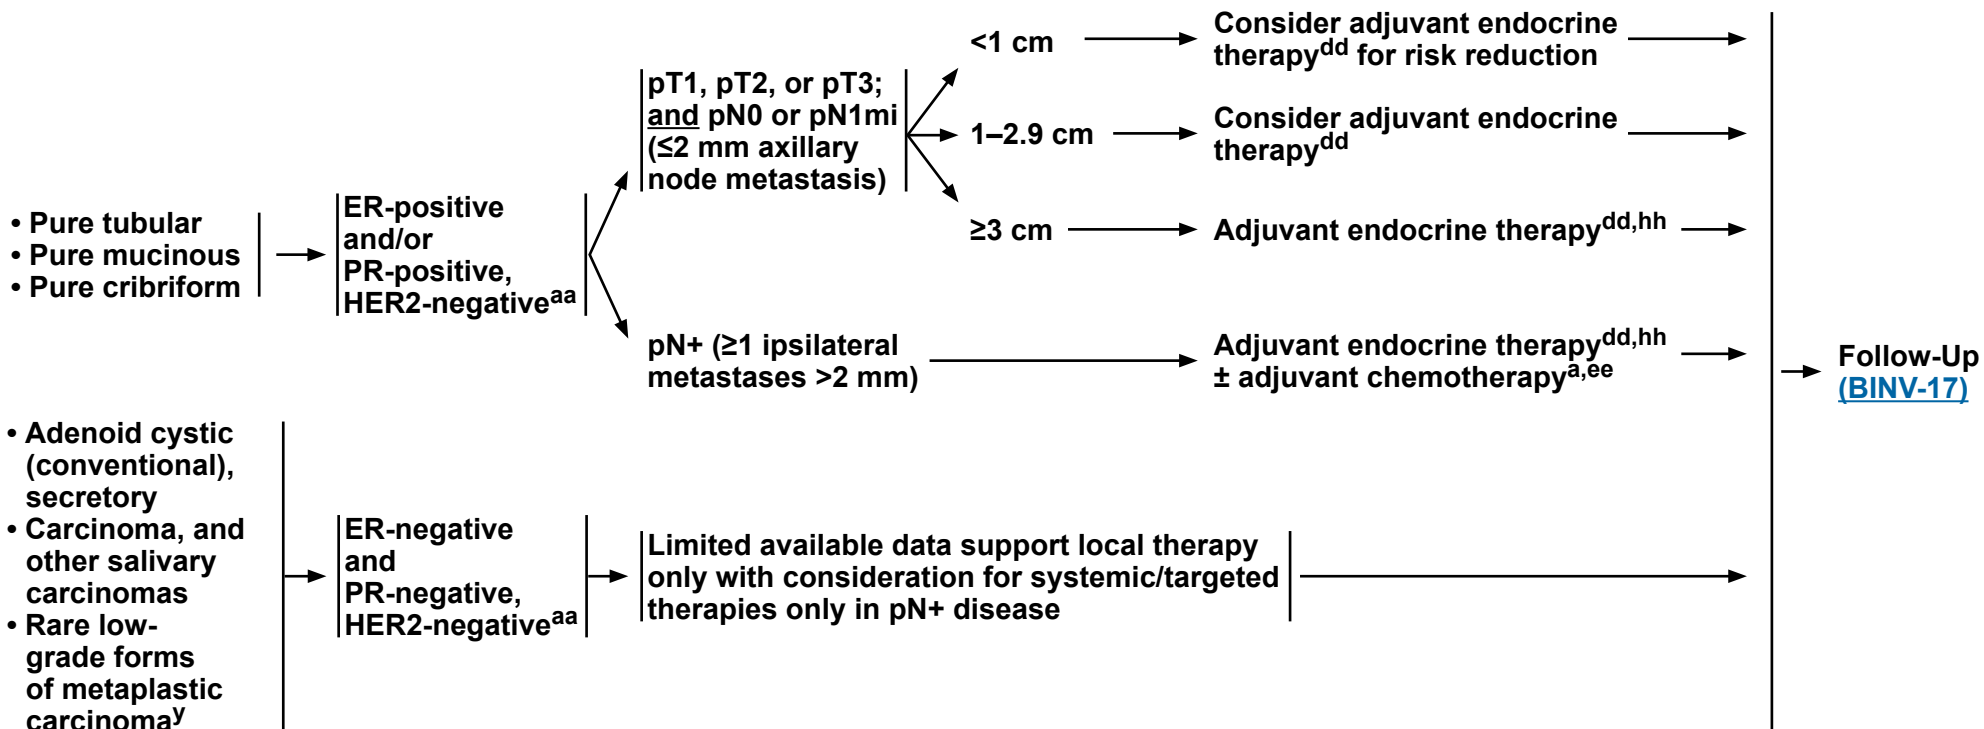 • Pure tubular
• Pure mucinous
• Pure cribriform
ER-positive
and/or
PR-positive,
HER2-negativeaa
pT1, pT2, or pT3;
and pN0 or pN1mi
(≤2 mm axillary
node metastasis)
<1 cm
Consider adjuvant endocrine
therapydd for risk reduction
1–2.9 cm
Consider adjuvant endocrine
therapydd
≥3 cm
Adjuvant endocrine therapydd,hh
pN+ (≥1 ipsilateral
metastases >2 mm)
Adjuvant endocrine therapydd,hh
± adjuvant chemotherapya,ee
• Adenoid cystic
(conventional),
secretory
• Carcinoma, and
other salivary
carcinomas
• Rare low-
grade forms
of metaplastic
carcinomay
ER-negative
and
PR-negative,
HER2-negativeaa
Limited available data support local therapy
only with consideration for systemic/targeted
therapies only in pN+ disease
Follow-Up
(BINV-17)